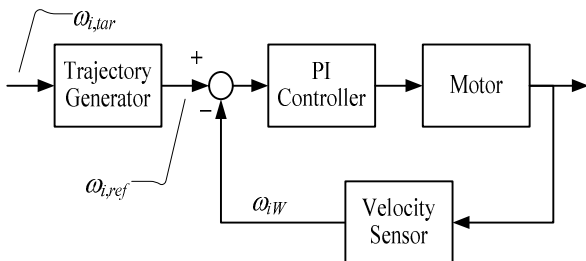 ω_{i,tar}
Trajectory
Generator
+
−
PI
Controller
Motor
ω_{i,ref}
ω_{iW}
Velocity
Sensor